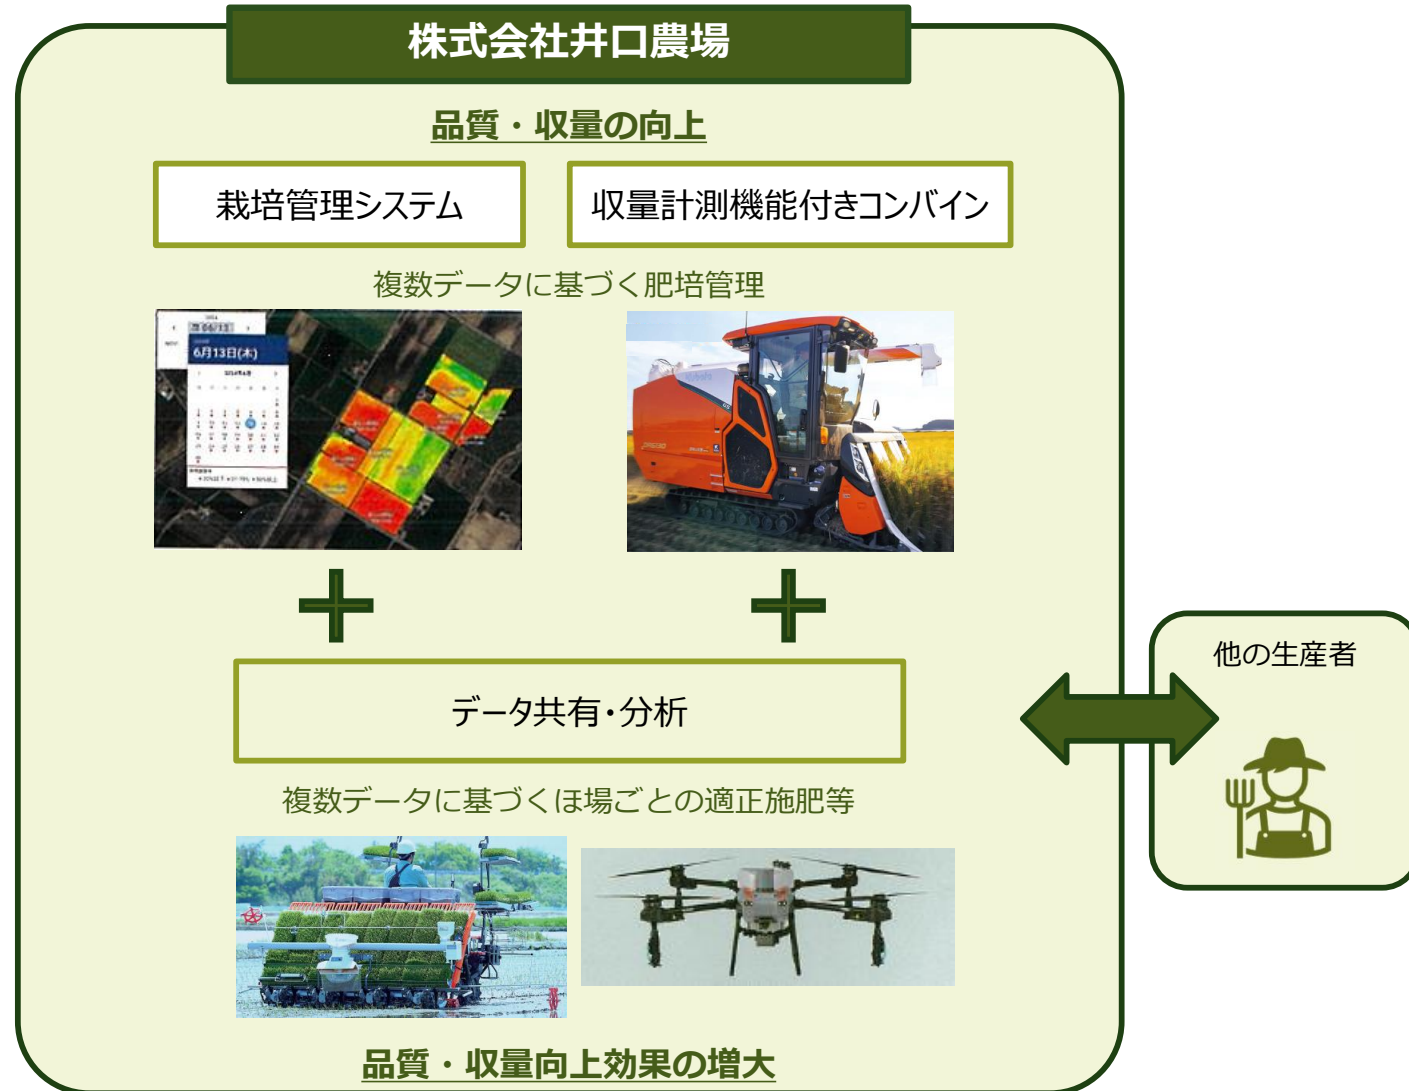 株式会社井口農場
品質・収量の向上
栽培管理システム
収量計測機能付きコンバイン
複数データに基づく肥培管理
6月13日(木)
データ共有・分析
他の生産者
複数データに基づくほ場ごとの適正施肥等
品質・収量向上効果の増大